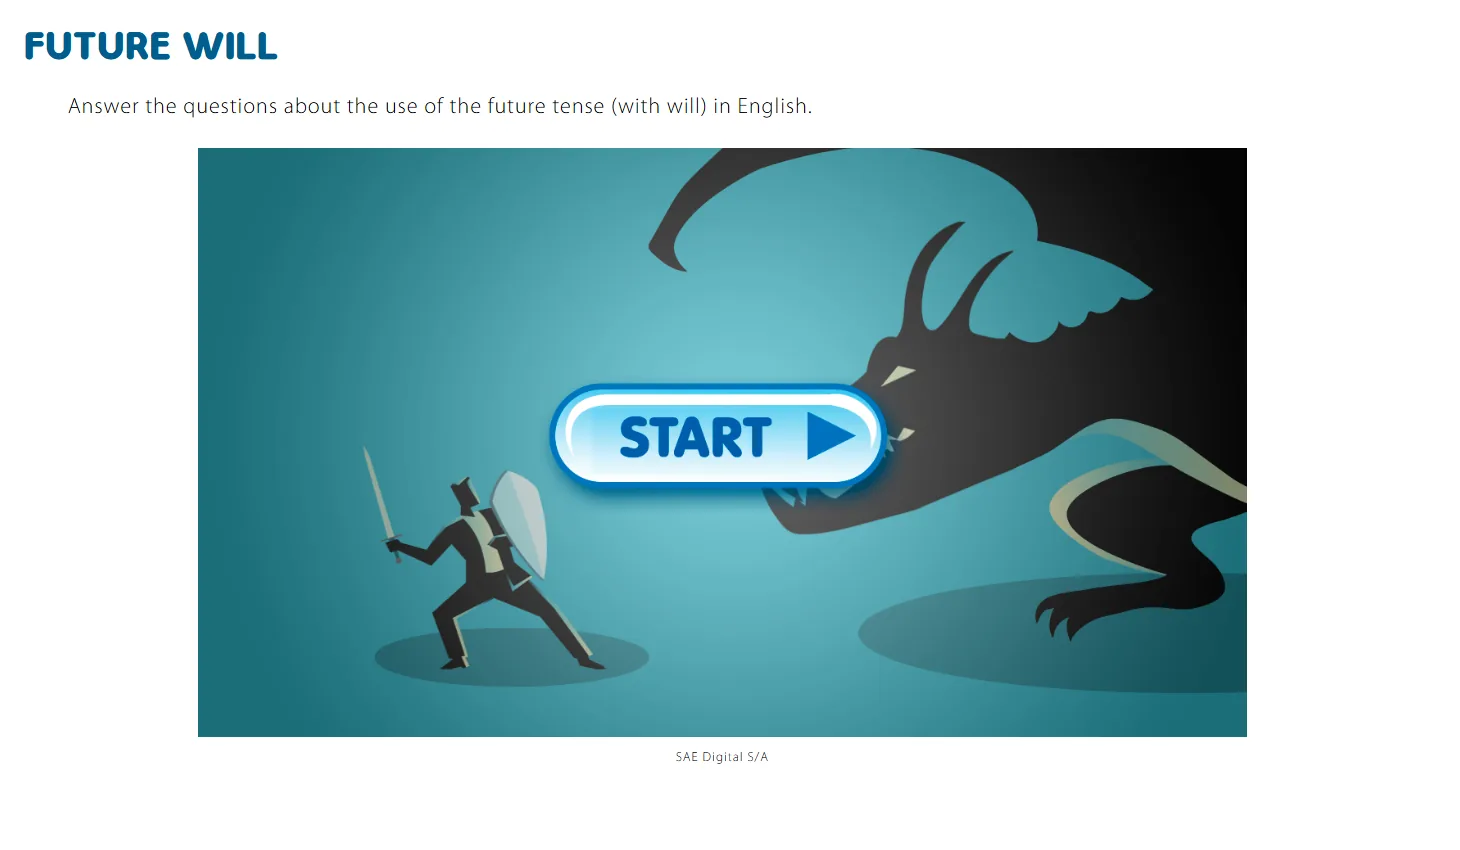 FUTURE WILL
Answer the questions about the use of the future tense (with will) in English.
START
SAE Digital S/A